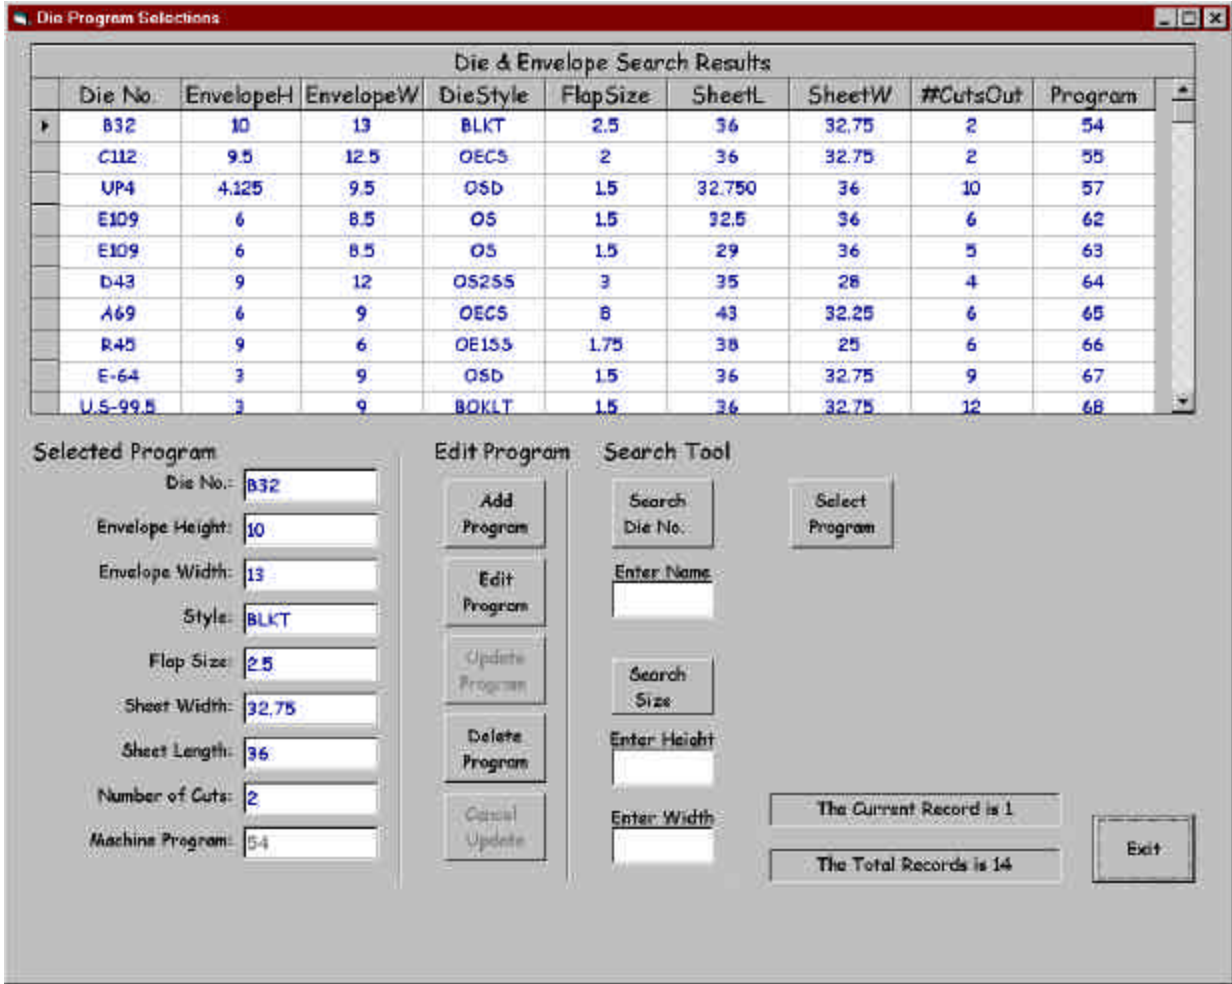 Die Program Selections
Die & Envelope Search Results
Die No. EnvelopeH EnvelopeW DieStyle FlapSize SheetL SheetW #CutsOut Program
B32 10 13 BLKT 2.5 36 32.75 2 54
C112 9.5 12.5 OECS 2 36 32.75 2 55
UP4 4.125 9.5 OSD 1.5 32.750 36 10 57
E109 6 8.5 OS 1.5 32.5 36 6 62
E109 6 8.5 OS 1.5 29 36 5 63
D43 9 12 OS2SS 3 35 28 4 64
A69 6 9 OECS 8 43 32.25 6 65
R45 9 6 OE1SS 1.75 38 25 6 66
E-64 3 9 OSD 1.5 36 32.75 9 67
U.S-99.5 3 9 BOKLT 1.5 36 32.75 12 68
Selected Program
Die No.: B32
Envelope Height: 10
Envelope Width: 13
Style: BLKT
Flap Size: 2.5
Sheet Width: 32.75
Sheet Length: 36
Number of Cuts: 2
Machine Program: 54
Edit Program
Add
Program
Edit
Program
Update
Program
Delete
Program
Cancel
Update
Search Tool
Search
Die No.
Enter Name
Search
Size
Enter Height
Enter Width
Select
Program
The Current Record is 1
The Total Records is 14
Exit